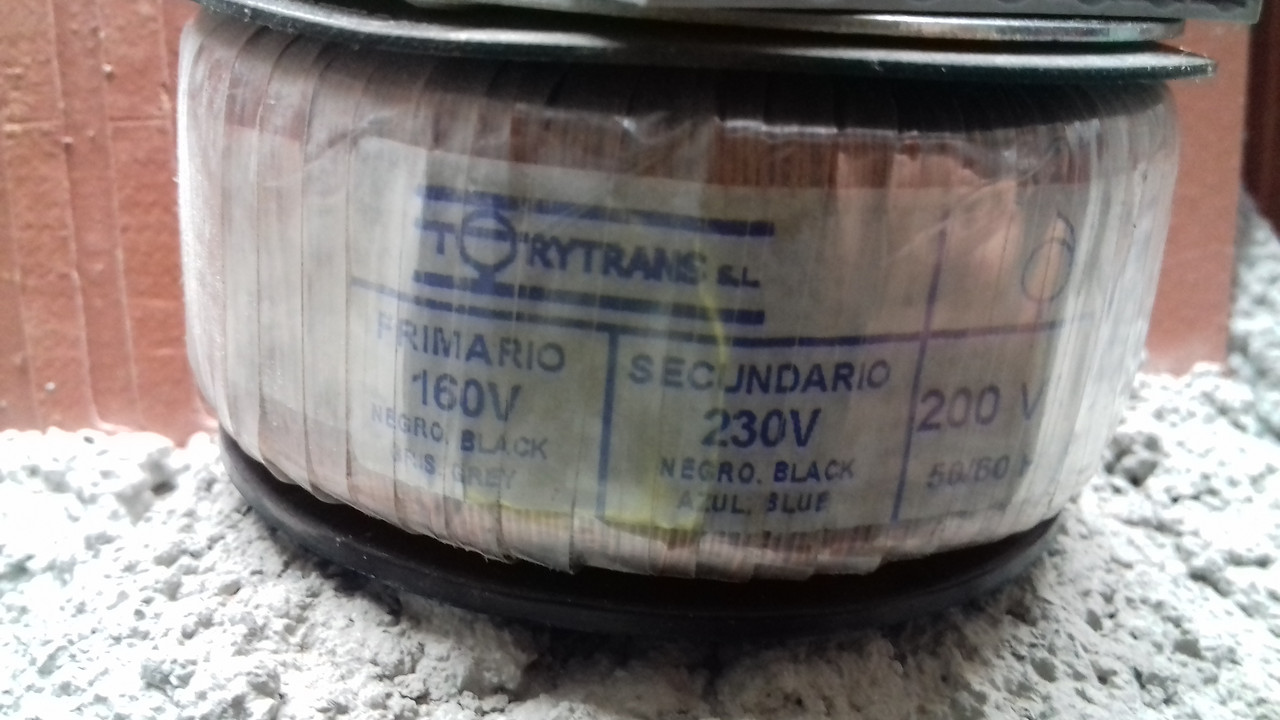 TORYTRANS S.L
PRIMARIO
160V
NEGRO, BLACK
GRIS, GREY
SECUNDARIO
230V
NEGRO, BLACK
AZUL, BLUE
200 V
50/60 H